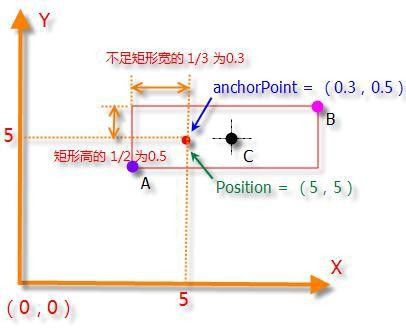 Y
不足矩形宽的 1/3 为0.3
anchorPoint = （0.3，0.5）
B
5
矩形高的 1/2 为0.5
C
A
Position = （5，5）
X
（0，0）
5